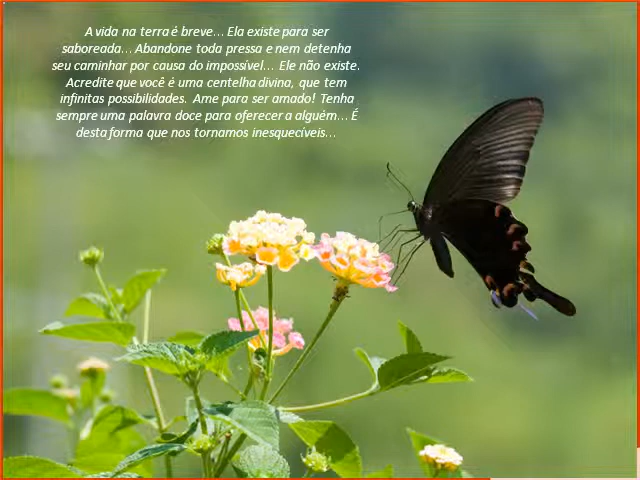 A vida na terra é breve... Ela existe para ser
saboreada... Abandone toda pressa e nem detenha
seu caminhar por causa do impossível... Ele não existe.
Acredite que você é uma centelha divina, que tem
infinitas possibilidades. Ame para ser amado! Tenha
sempre uma palavra doce para oferecer a alguém... É
desta forma que nos tornamos inesquecíveis...